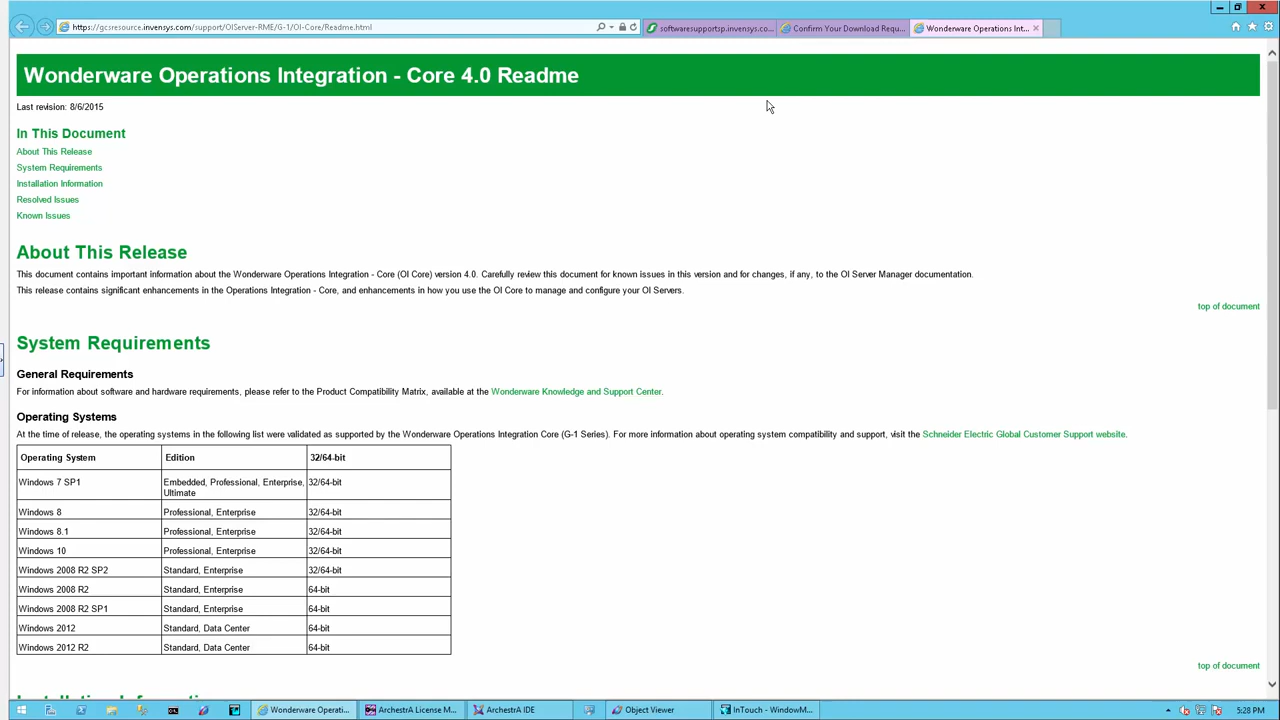 https://gcsresource.invensys.com/support/OIServer-RME/G-1/OI-Core/Readme.html
softwaresupportsp.invensys.co...
Confirm Your Download Requ...
Wonderware Operations Int...
Wonderware Operations Integration - Core 4.0 Readme
Last revision: 8/6/2015
In This Document
About This Release
System Requirements
Installation Information
Resolved Issues
Known Issues
About This Release
This document contains important information about the Wonderware Operations Integration - Core (OI Core) version 4.0. Carefully review this document for known issues in this version and for changes, if any, to the OI Server Manager documentation.
This release contains significant enhancements in the Operations Integration - Core, and enhancements in how you use the OI Core to manage and configure your OI Servers.
top of document
System Requirements
General Requirements
For information about software and hardware requirements, please refer to the Product Compatibility Matrix, available at the Wonderware Knowledge and Support Center.
Operating Systems
At the time of release, the operating systems in the following list were validated as supported by the Wonderware Operations Integration Core (G-1 Series). For more information about operating system compatibility and support, visit the Schneider Electric Global Customer Support website.
Operating System Edition 32/64-bit
Windows 7 SP1 Embedded, Professional, Enterprise, 32/64-bit
Ultimate
Windows 8 Professional, Enterprise 32/64-bit
Windows 8.1 Professional, Enterprise 32/64-bit
Windows 10 Professional, Enterprise 32/64-bit
Windows 2008 R2 SP2 Standard, Enterprise 32/64-bit
Windows 2008 R2 Standard, Enterprise 64-bit
Windows 2008 R2 SP1 Standard, Enterprise 64-bit
Windows 2012 Standard, Data Center 64-bit
Windows 2012 R2 Standard, Data Center 64-bit
top of document
Installation Information
Wonderware Operati... ArchestrA License M... ArchestrA IDE Object Viewer InTouch - WindowM... 5:28 PM